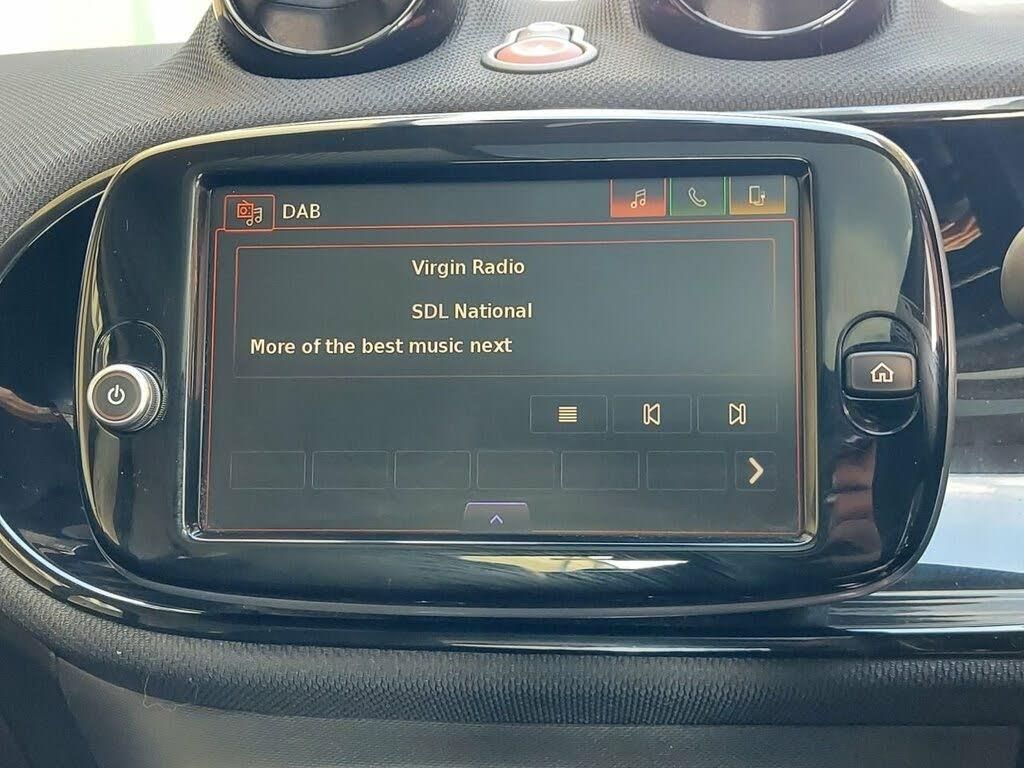 DAB
Virgin Radio
SDL National
More of the best music next